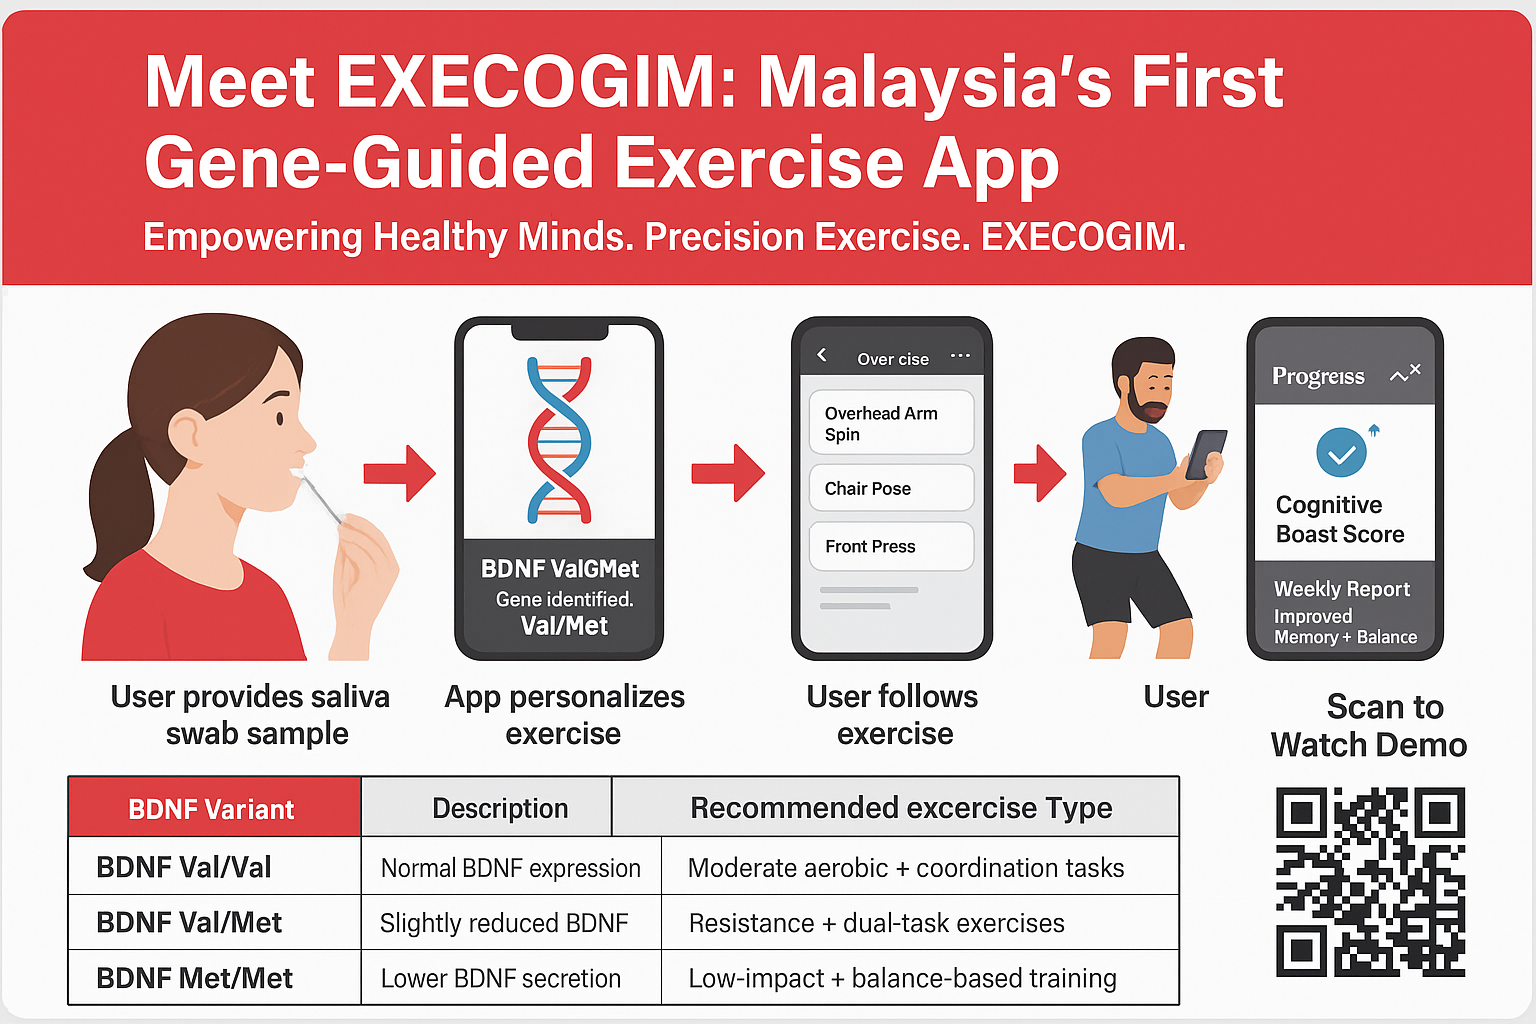 Meet EXECOGIM: Malaysia's First
Gene-Guided Exercise App
Empowering Healthy Minds. Precision Exercise. EXECOGIM.
BDNF ValGMet
Gene identified.
Val/Met
Over cise
Overhead Arm
Spin
Chair Pose
Front Press
Progreıss
Cognitive
Boast Score
Weekly Report
Improved
Memory + Balance
User provides saliva
swab sample
App personalizes
exercise
User follows
exercise
User
Scan to
Watch Demo
BDNF Variant
Description
Recommended excercise Type
BDNF Val/Val
Normal BDNF expression
Moderate aerobic + coordination tasks
BDNF Val/Met
Slightly reduced BDNF
Resistance + dual-task exercises
BDNF Met/Met
Lower BDNF secretion
Low-impact + balance-based training